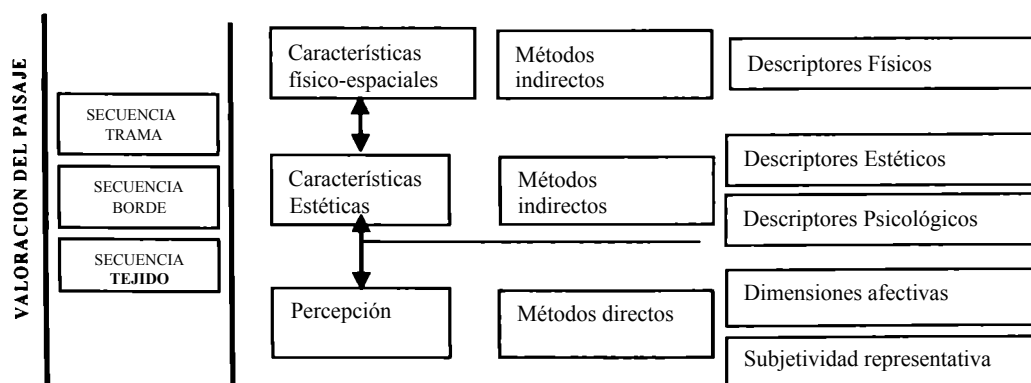 VALORACION DEL PAISAJE
SECUENCIA
TRAMA
SECUENCIA
BORDE
SECUENCIA
TEJIDO
Características
físico-espaciales
Métodos
indirectos
Descriptores Físicos
Características
Estéticas
Métodos
indirectos
Descriptores Estéticos
Descriptores Psicológicos
Percepción
Métodos directos
Dimensiones afectivas
Subjetividad representativa